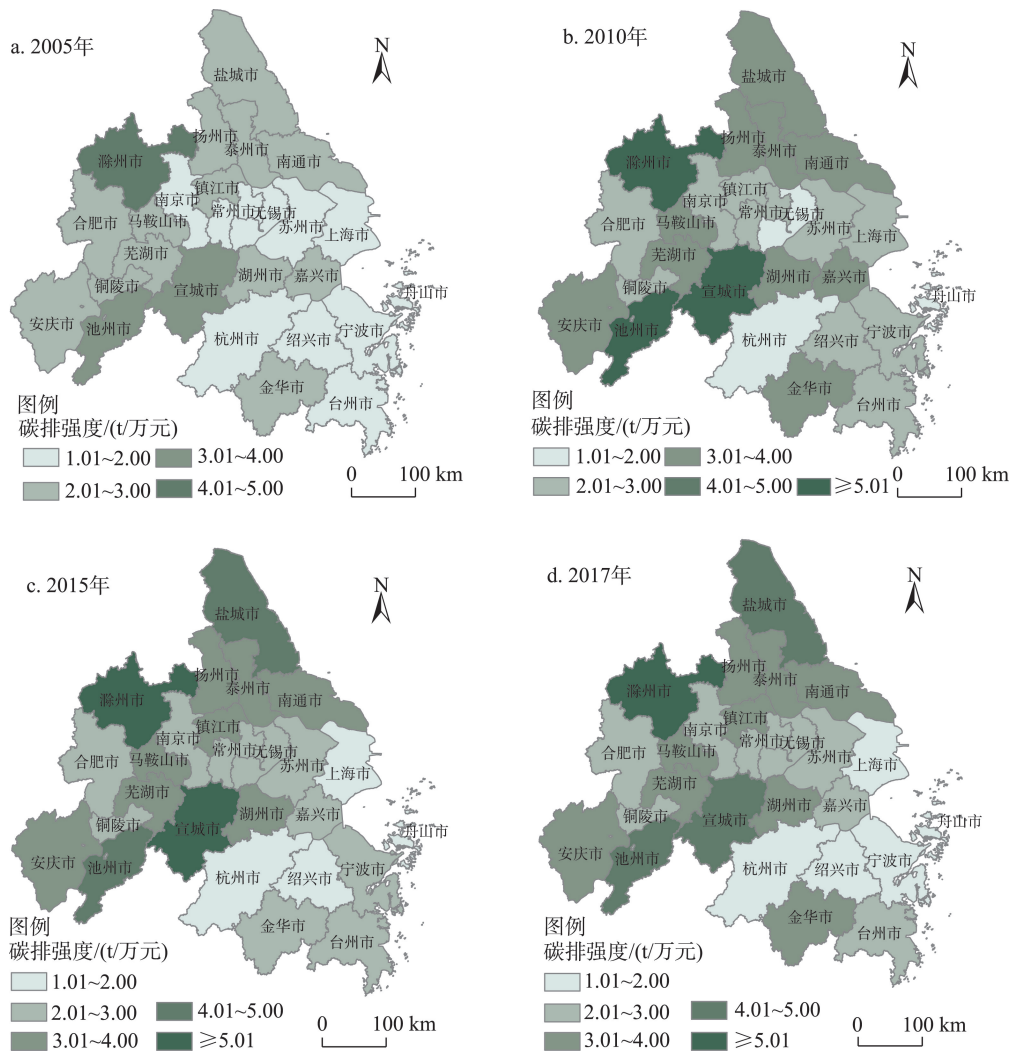 a. 2005年
N
盐城市
扬州市
泰州市
滁州市
南通市
镇江市
南京市
常州市
无锡市
合肥市
马鞍山市
苏州市
上海市
芜湖市
湖州市
嘉兴市
铜陵市
宣城市
舟山市
安庆市
池州市
杭州市
绍兴市
宁波市
金华市
台州市
图例
碳排强度/(t/万元)
1.01~2.00
3.01~4.00
2.01~3.00
4.01~5.00
0 100 km
b. 2010年
N
盐城市
扬州市
泰州市
滁州市
南通市
镇江市
南京市
常州市
无锡市
合肥市
马鞍山市
苏州市
上海市
芜湖市
湖州市
嘉兴市
铜陵市
宣城市
舟山市
安庆市
池州市
杭州市
绍兴市
宁波市
金华市
台州市
图例
碳排强度/(t/万元)
1.01~2.00
3.01~4.00
2.01~3.00
4.01~5.00
≥5.01
0 100 km
c. 2015年
N
盐城市
扬州市
泰州市
滁州市
南通市
镇江市
南京市
常州市
无锡市
合肥市
马鞍山市
苏州市
上海市
芜湖市
湖州市
嘉兴市
铜陵市
宣城市
舟山市
安庆市
池州市
杭州市
绍兴市
宁波市
金华市
台州市
图例
碳排强度/(t/万元)
1.01~2.00
2.01~3.00
4.01~5.00
3.01~4.00
≥5.01
0 100 km
d. 2017年
N
盐城市
扬州市
泰州市
滁州市
南通市
镇江市
南京市
常州市
无锡市
合肥市
马鞍山市
苏州市
上海市
芜湖市
湖州市
嘉兴市
铜陵市
宣城市
舟山市
安庆市
池州市
杭州市
绍兴市
宁波市
金华市
台州市
图例
碳排强度/(t/万元)
1.01~2.00
2.01~3.00
4.01~5.00
3.01~4.00
≥5.01
0 100 km